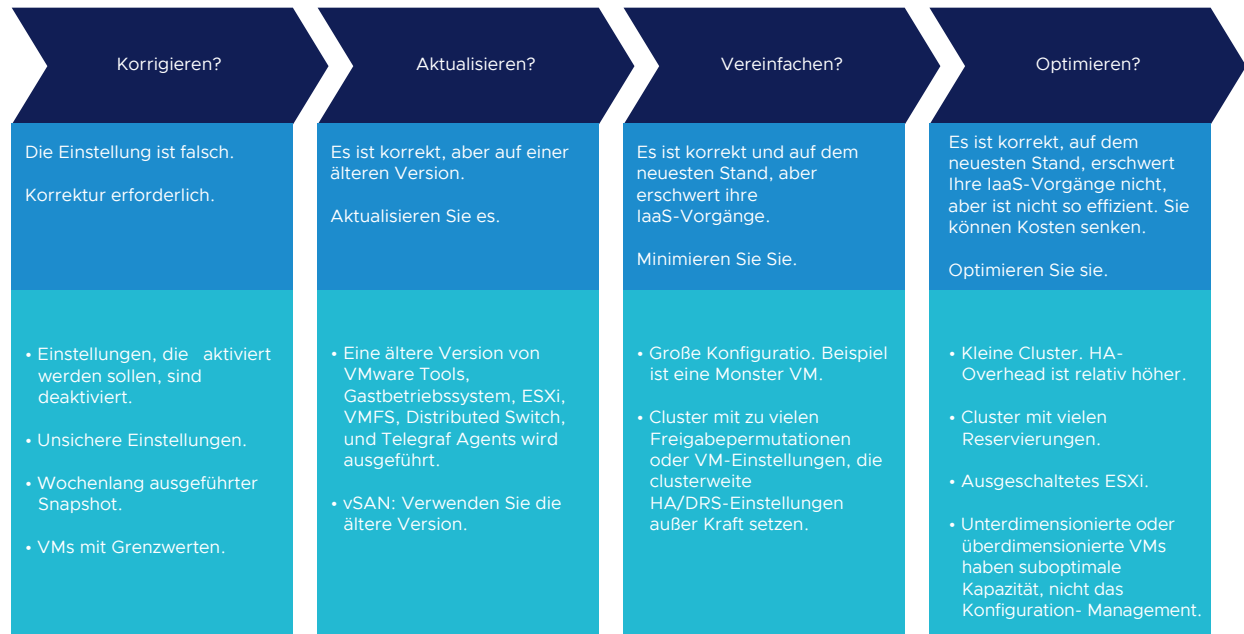 Korrigieren?
Die Einstellung ist falsch.
Korrektur erforderlich.
• Einstellungen, die aktiviert
werden sollen, sind
deaktiviert.
• Unsichere Einstellungen.
• Wochenlang ausgeführter
Snapshot.
• VMs mit Grenzwerten.
Aktualisieren?
Es ist korrekt, aber auf einer
älteren Version.
Aktualisieren Sie es.
• Eine ältere Version von
VMware Tools,
Gastbetriebssystem, ESXi,
VMFS, Distributed Switch,
und Telegraf Agents wird
ausgeführt.
• vSAN: Verwenden Sie die
ältere Version.
Vereinfachen?
Es ist korrekt und auf dem
neuesten Stand, aber
erschwert ihre
IaaS-Vorgänge.
Minimieren Sie Sie.
• Große Konfiguratio. Beispiel
ist eine Monster VM.
• Cluster mit zu vielen
Freigabepermutationen
oder VM-Einstellungen, die
clusterweite
HA/DRS-Einstellungen
außer Kraft setzen.
Optimieren?
Es ist korrekt, auf dem
neuesten Stand, erschwert
Ihre IaaS-Vorgänge nicht,
aber ist nicht so effizient. Sie
können Kosten senken.
Optimieren Sie sie.
• Kleine Cluster. HA-
Overhead ist relativ höher.
• Cluster mit vielen
Reservierungen.
• Ausgeschaltetes ESXi.
• Unterdimensionierte oder
überdimensionierte VMs
haben suboptimale
Kapazität, nicht das
Konfiguration- Management.